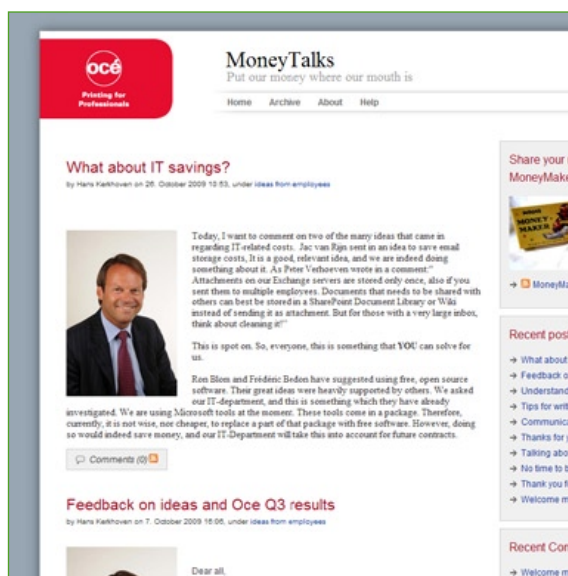 océ
Printing for
Professionals
MoneyTalks
Put our money where our mouth is
Home Archive About Help
What about IT savings?
by Hans Kerkhoven on 26. October 2009 18:53, under ideas from employees
Today, I want to comment on two of the many ideas that came in
regarding IT-related costs. Jac van Rijn sent in an idea to save email
storage costs, It is a good, relevant idea, and we are indeed doing
something about it. As Peter Verhoeven wrote in a comment:"
Attachments on our Exchange servers are stored only once, also if you
sent them to multiple employees. Documents that needs to be shared with
others can best be stored in a SharePoint Document Library or Wiki
instead of sending it as attachment. But for those with a very large inbox,
think about cleaning it!"
This is spot on. So, everyone, this is something that YOU can solve for
us.
Ron Blom and Frédéric Bedon have suggested using free, open source
software. Their great ideas were heavily supported by others. We asked
our IT-department, and this is something which they have already
investigated. We are using Microsoft tools at the moment. These tools come in a package. Therefore,
currently, it is not wise, nor cheaper, to replace a part of that package with free software. However, doing
so would indeed save money, and our IT-Department will take this into account for future contracts.
Comments (0)
Feedback on ideas and Oce Q3 results
by Hans Kerkhoven on 7. October 2009 16:06, under ideas from employees
Dear all,
Share your
MoneyMake
MONEY-
MAKER
MoneyMa
Recent pos
What about
Feedback o
Understand
Tips for writ
Communica
Thanks for
Talking abo
No time to b
Thank you f
Welcome m
Recent Con
Welcome m